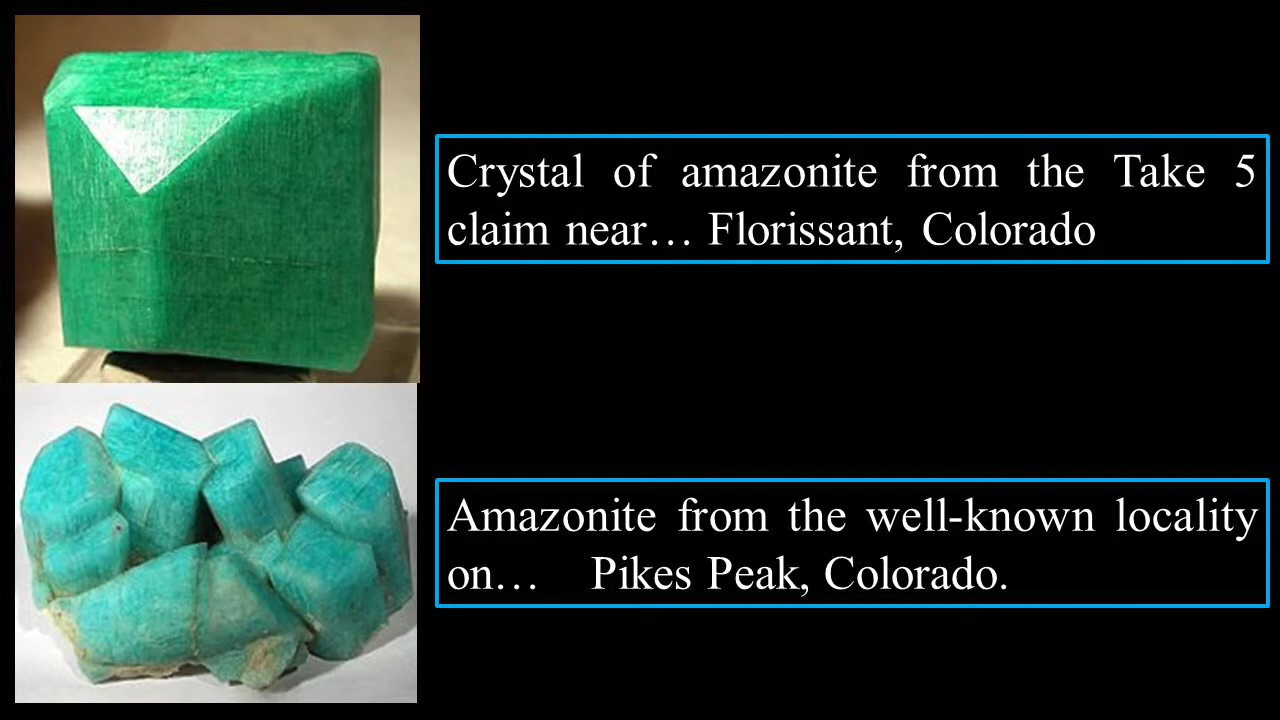 Crystal of amazonite from the Take 5
claim near… Florissant, Colorado
Amazonite from the well-known locality
on… Pikes Peak, Colorado.